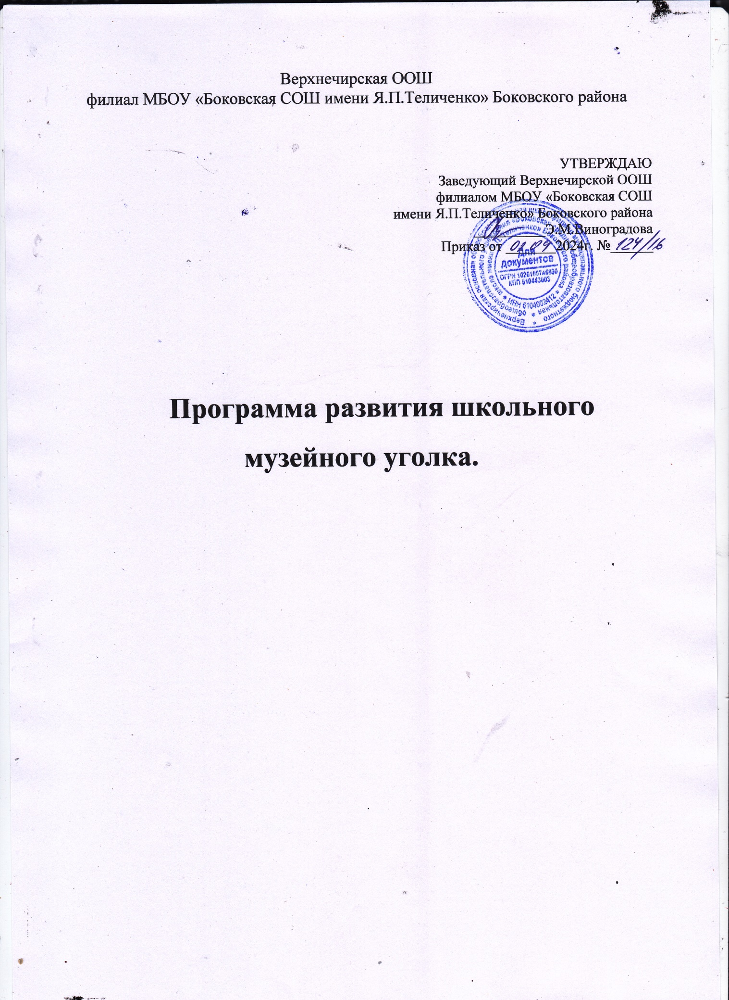 Верхнечирская ООШ
филиал МБОУ «Боковская СОШ имени Я.П.Теличенко» Боковского района
УТВЕРЖДАЮ
Заведующий Верхнечирской ООШ
филиалом МБОУ «Боковская СОШ
имени Я.П.Теличенко» Боковского района
Э.М.Виноградова
Приказ от 02.09 2024г. № 124/16
для
документов
ОГРН 1026100745890
КПП 610443003
* ИНН 6104002412 *
Программа развития школьного
музейного уголка.